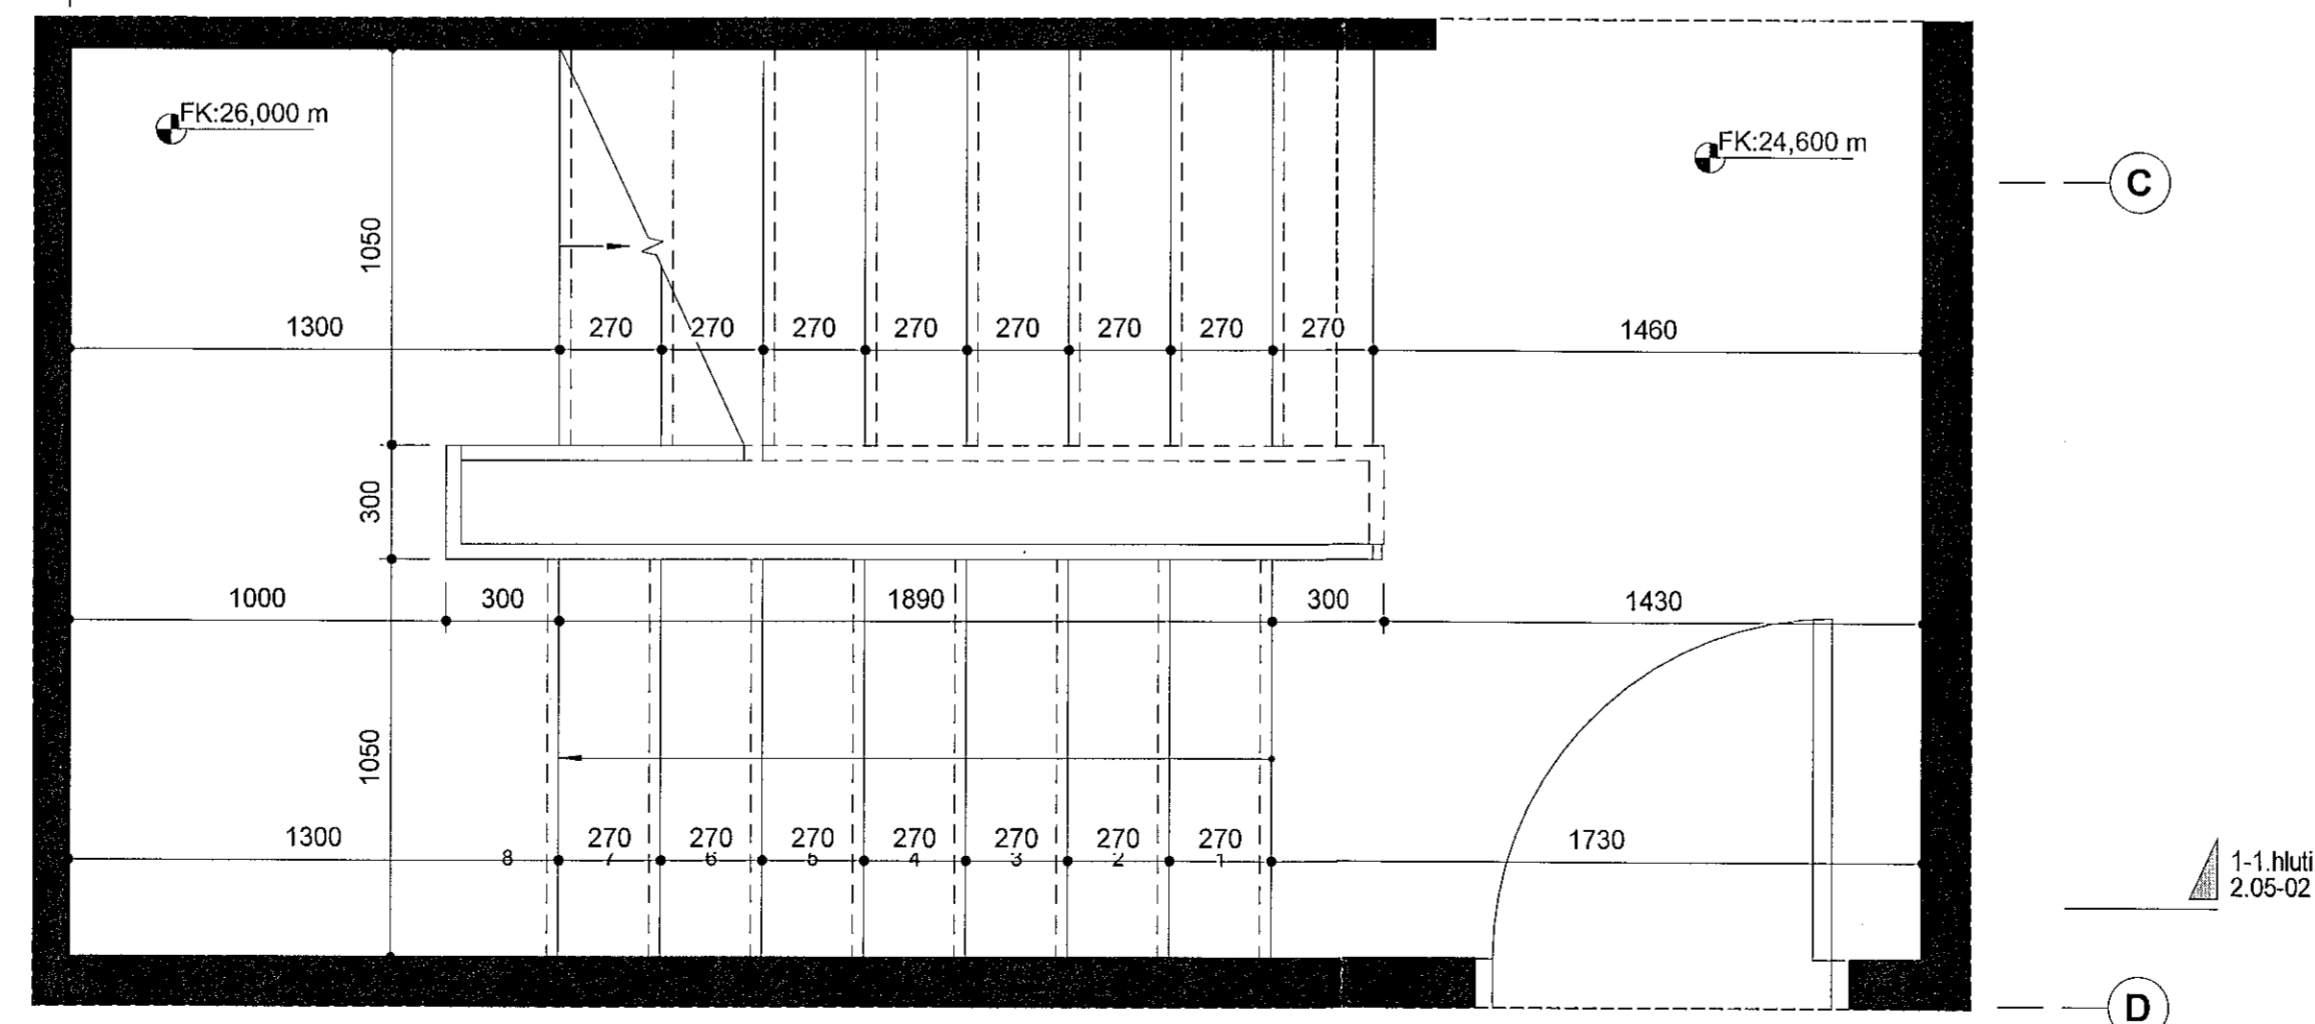 FK:26,000 m
FK:24,600 m
C
1050
1300 270 270 270 270 270 270 270 270 1460
300
1000 300 1890 300 1430
1050
1300 270 270 270 270 270 270 270 1730
8 7 6 5 4 3 2 1
1-1.hluti
2.05-02
D